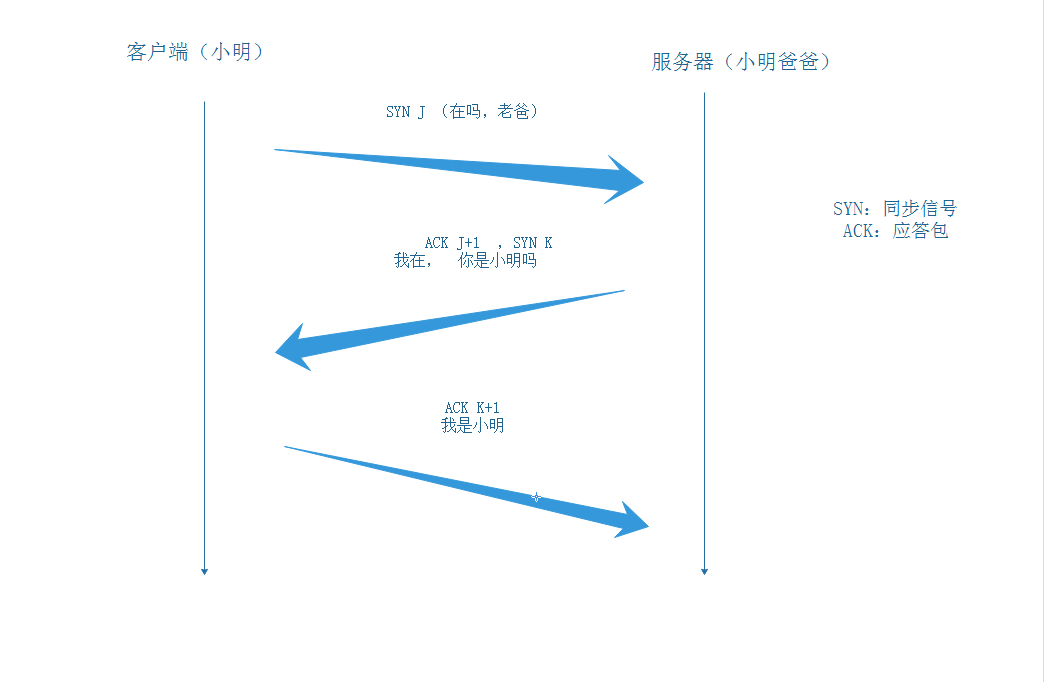 客户端（小明）
服务器（小明爸爸）
SYN J （在吗，老爸）
SYN：同步信号
ACK：应答包
ACK J+1 ，SYN K
我在， 你是小明吗
ACK K+1
我是小明